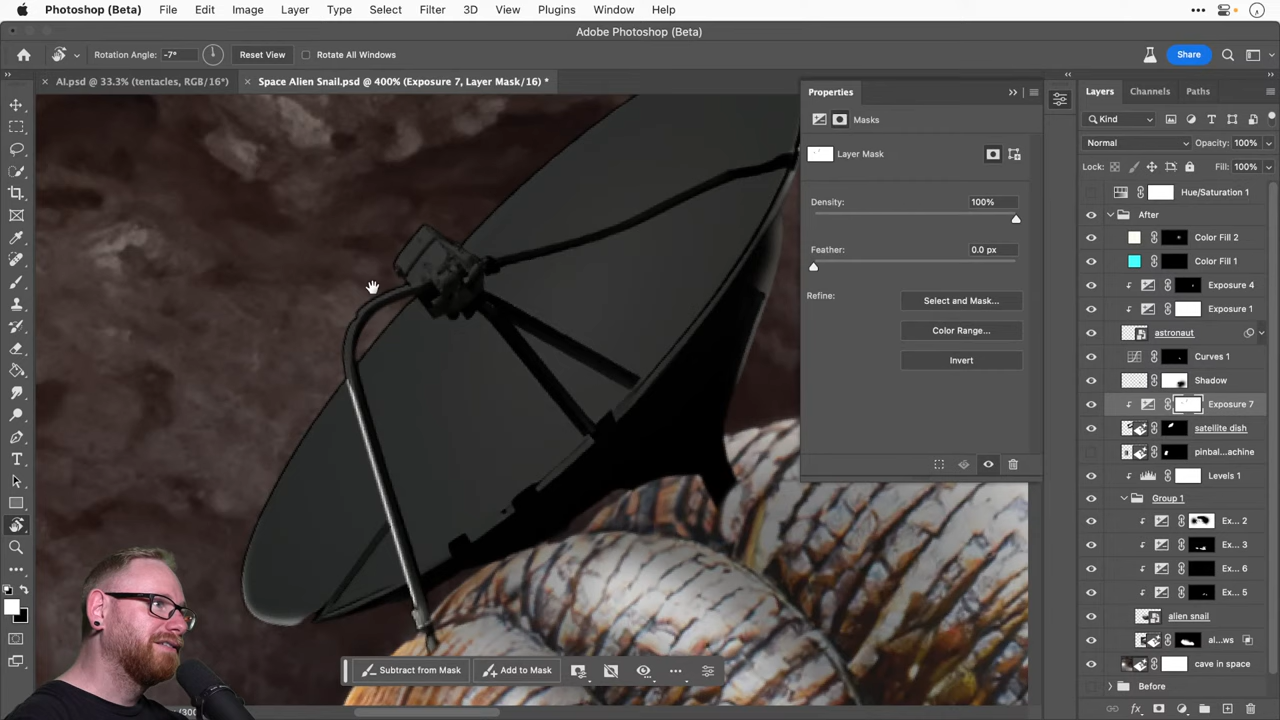 Photoshop (Beta) File Edit Image Layer Type Select Filter 3D View Plugins Window Help
Adobe Photoshop (Beta)
Rotation Angle: -7° Reset View Rotate All Windows Share
AI.psd @ 33.3% (tentacles, RGB/16*) Space Alien Snail.psd @ 400% (Exposure 7, Layer Mask/16) *
Properties
Masks
Layer Mask
Density: 100%
Feather: 0.0 px
Refine: Select and Mask...
Color Range...
Invert
Layers Channels Paths
Kind
Normal Opacity: 100%
Lock: Fill: 100%
Hue/Saturation 1
After
Color Fill 2
Color Fill 1
Exposure 4
Exposure 1
astronaut
Curves 1
Shadow
Exposure 7
satellite dish
pinbal...achine
Levels 1
Group 1
Ex... 2
Ex... 3
Ex... 6
Ex... 5
alien snail
al...ws
cave in space
Before
Subtract from Mask Add to Mask